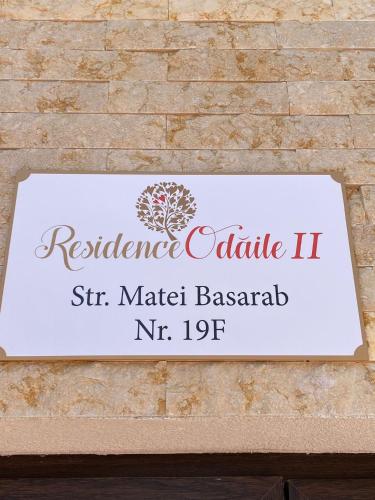 Residence Odăile II
Str. Matei Basarab
Nr. 19F